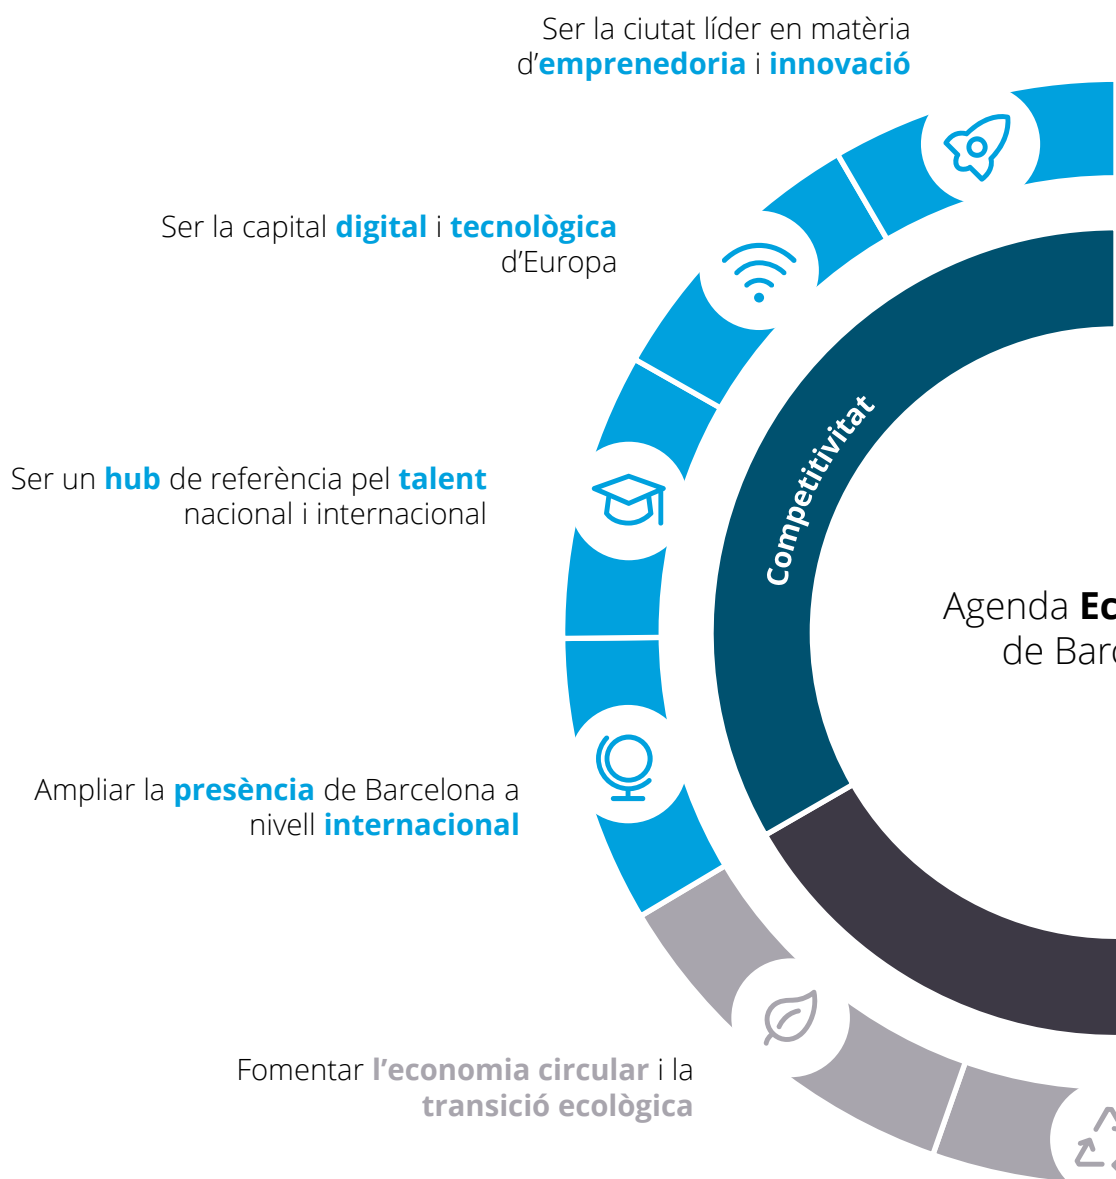 Ser la ciutat líder en matèria
d’emprenedoria i innovació
Ser la capital digital i tecnològica
d’Europa
Ser un hub de referència pel talent
nacional i internacional
Competitivitat
Agenda
de
Ampliar la presència de Barcelona a
nivell internacional
Fomentar l’economia circular i la
transició ecològica